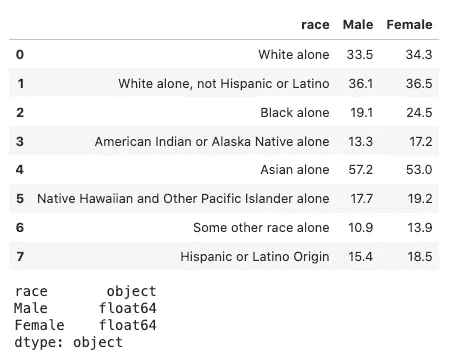 race Male Female
0 White alone 33.5 34.3
1 White alone, not Hispanic or Latino 36.1 36.5
2 Black alone 19.1 24.5
3 American Indian or Alaska Native alone 13.3 17.2
4 Asian alone 57.2 53.0
5 Native Hawaiian and Other Pacific Islander alone 17.7 19.2
6 Some other race alone 10.9 13.9
7 Hispanic or Latino Origin 15.4 18.5
race object
Male float64
Female float64
dtype: object